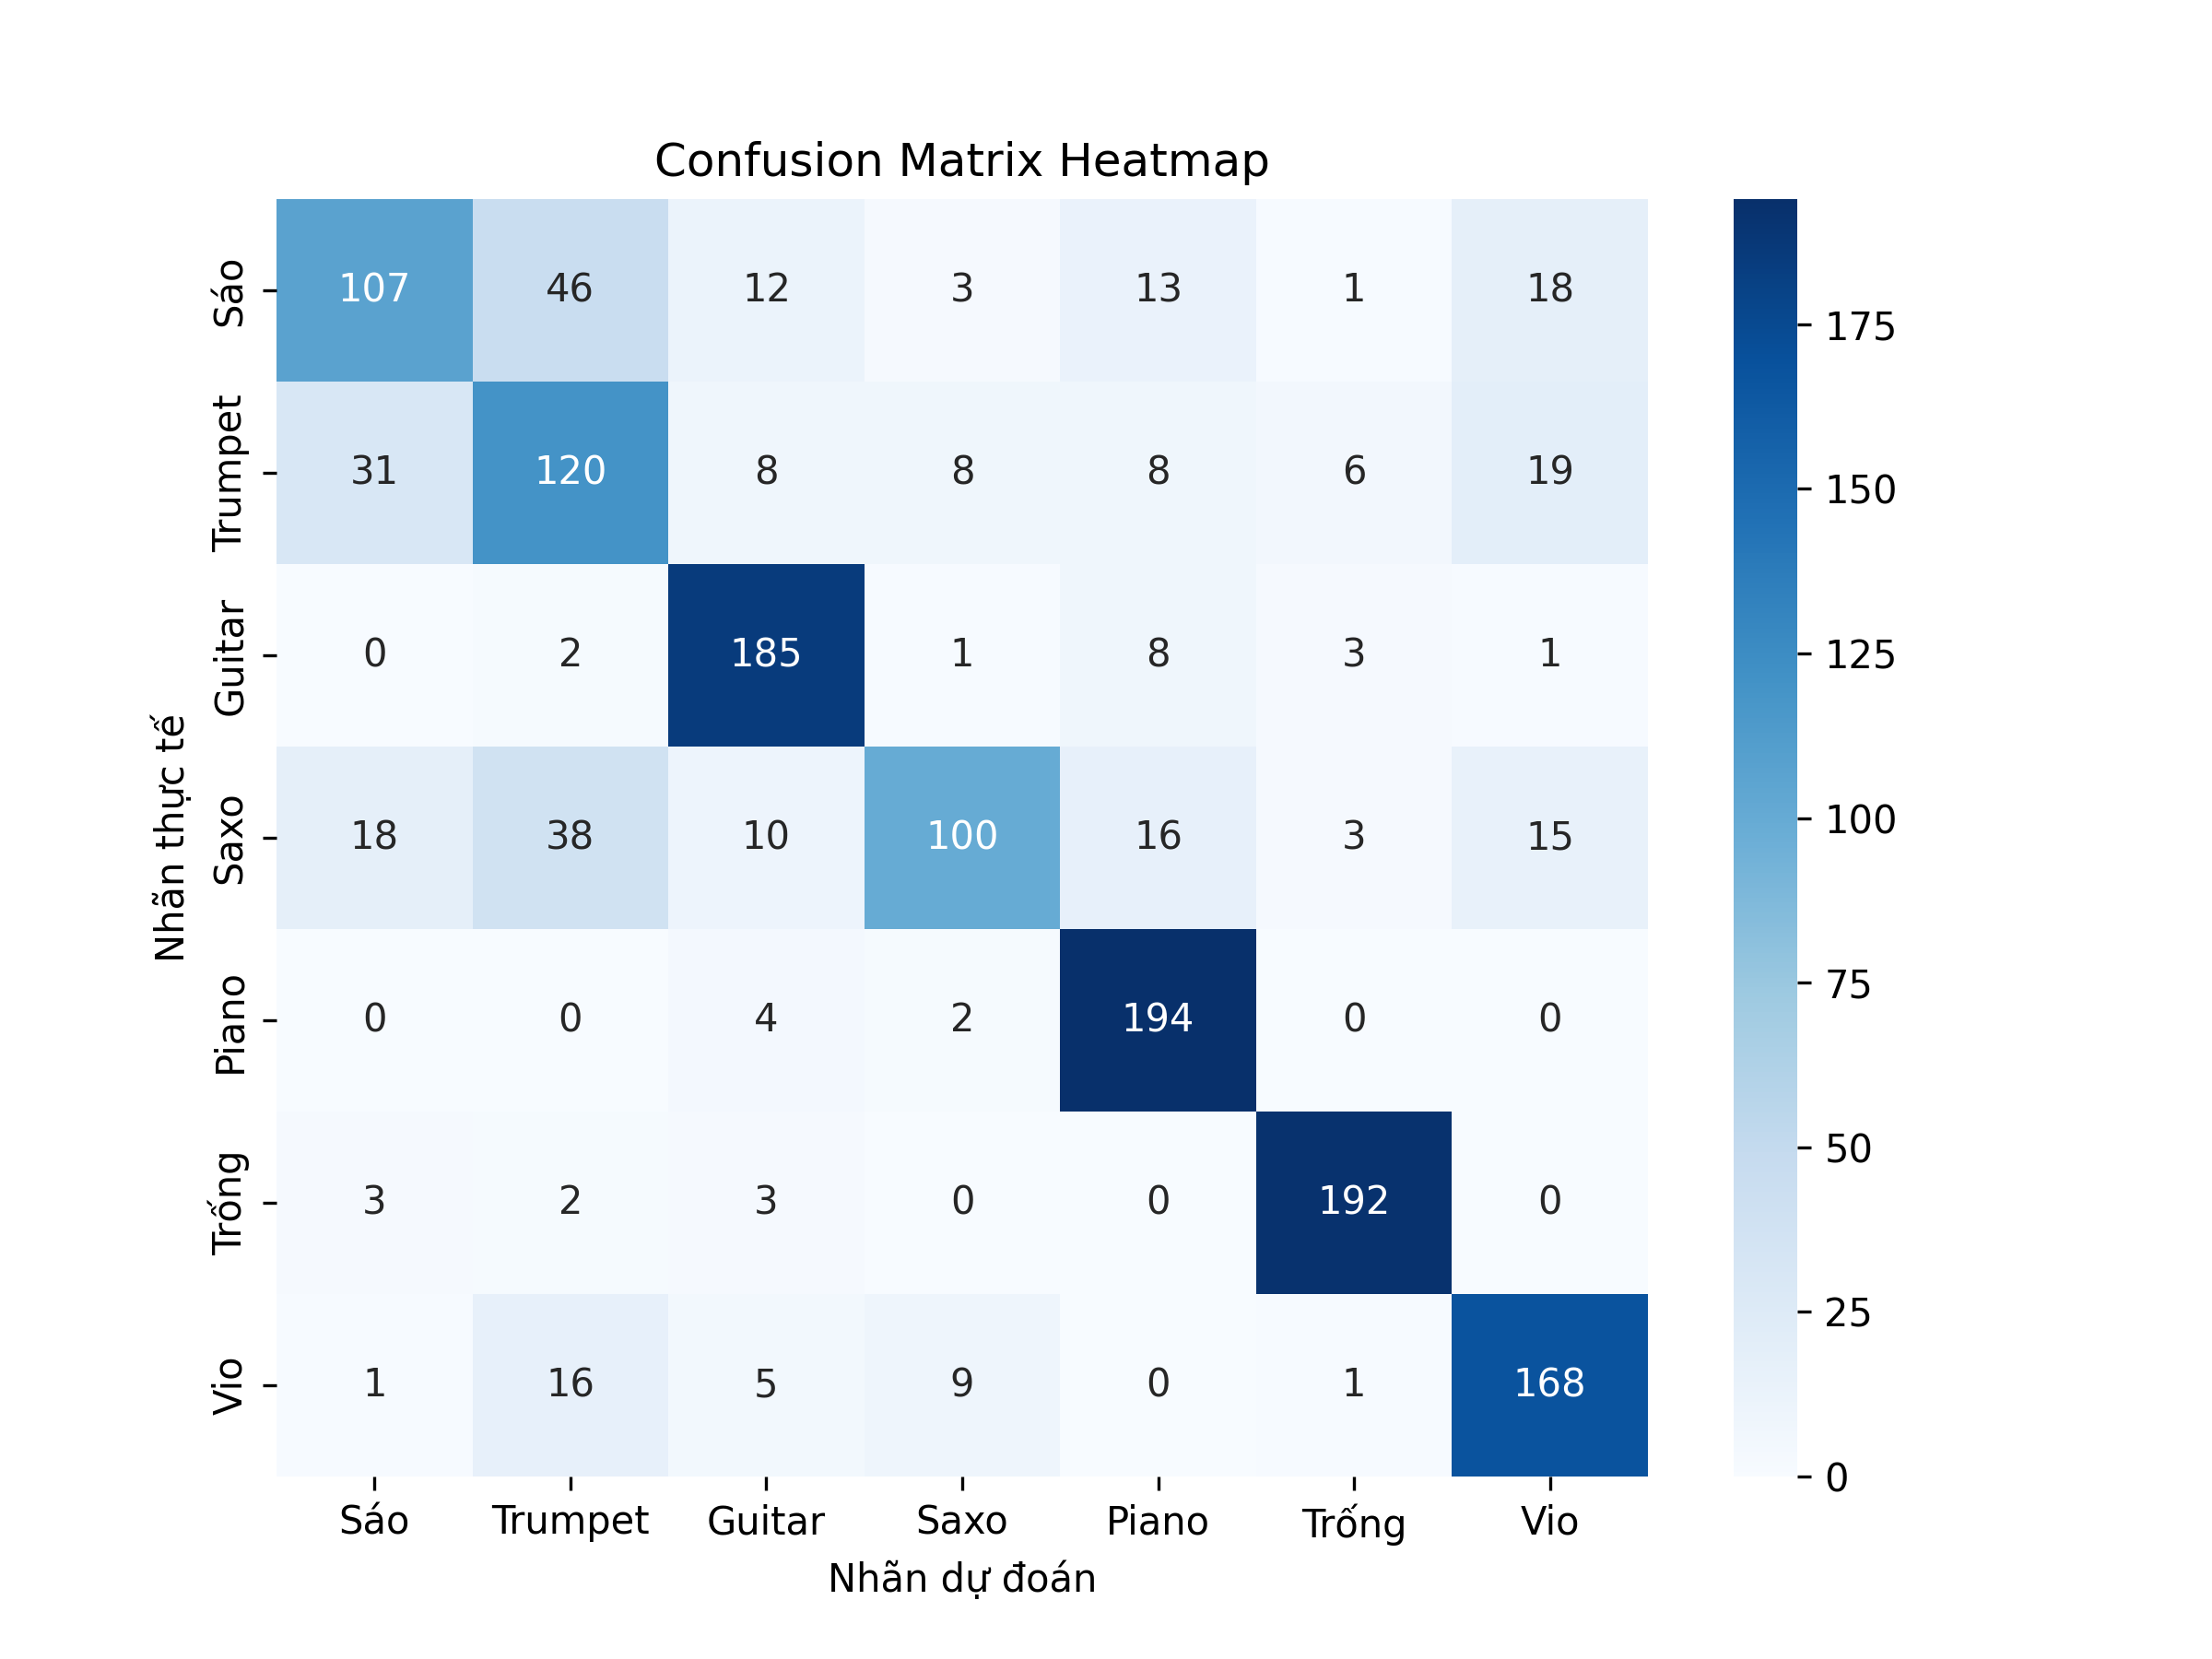 Confusion Matrix Heatmap
Nhãn thực tế
Sáo 107 46 12 3 13 1 18
Trumpet 31 120 8 8 8 6 19
Guitar 0 2 185 1 8 3 1
Saxo 18 38 10 100 16 3 15
Piano 0 0 4 2 194 0 0
Trống 3 2 3 0 0 192 0
Vio 1 16 5 9 0 1 168
Sáo Trumpet Guitar Saxo Piano Trống Vio
Nhãn dự đoán
175
150
125
100
75
50
25
0